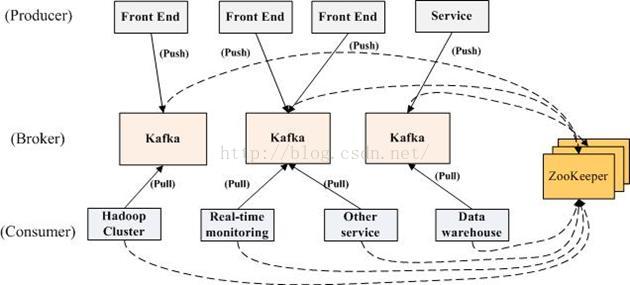 (Producer)
Front End
Front End
Front End
Service
(Push)
(Push)
(Push)
(Push)
(Broker)
Kafka
Kafka
Kafka
http://blog.csdn.net/
ZooKeeper
(Pull)
(Pull)
(Pull)
(Pull)
(Consumer)
Hadoop
Cluster
Real-time
monitoring
Other
service
Data
warehouse